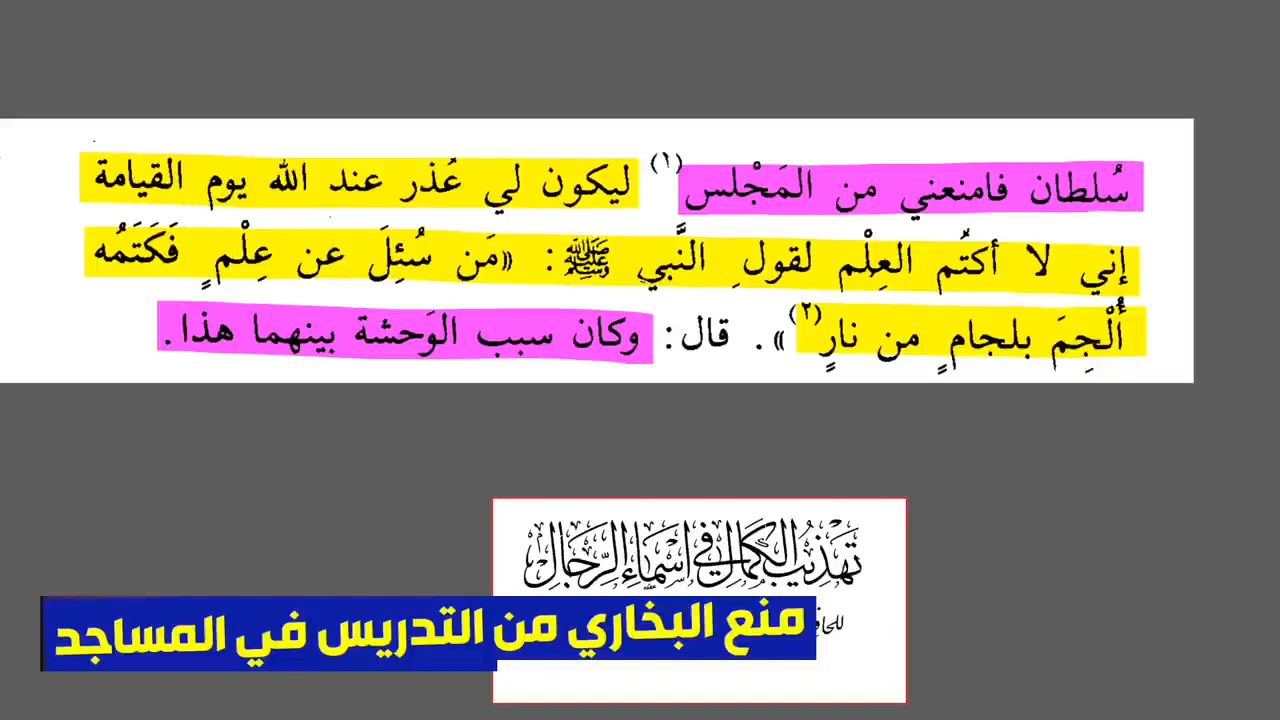 سُلطان فامنعني من المَجْلس(١) ليكون لي عُذر عند الله يوم القيامة
إني لا أكتُم العِلْم لقولِ النَّبي ﷺ: «مَن سُئِلَ عن عِلْمٍ فَكَتَمُه
أُلْجِمَ بلجامٍ من نارٍ(٢)». قال: وكان سبب الوَحشة بينهما هذا.
تهذيب الكمال في أسماء الرجال
منع البخاري من التدريس في المساجد